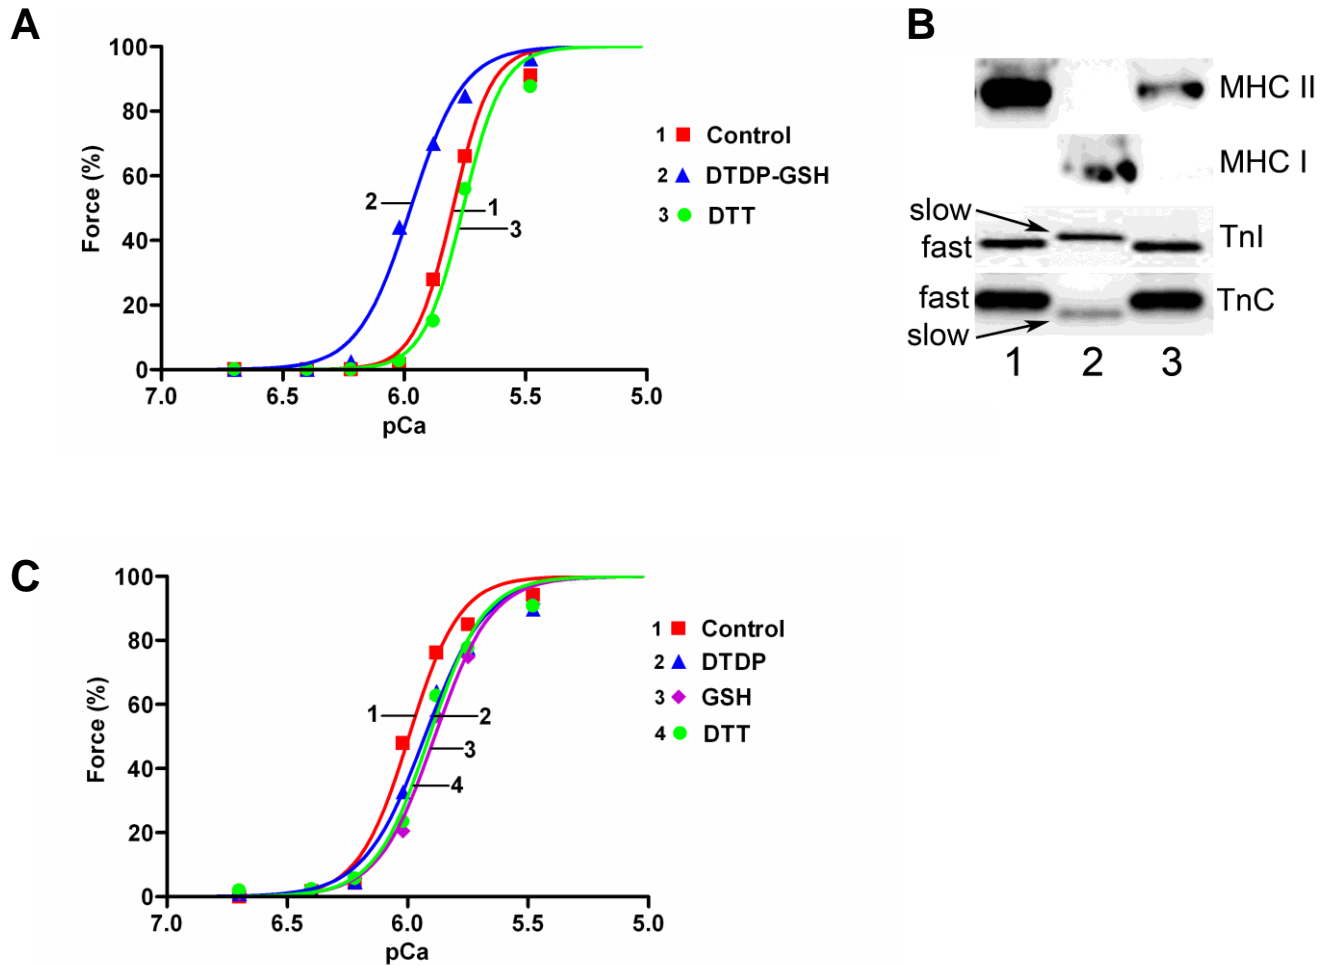 A
100
80
60
40
20
0
7.0 6.5 6.0 5.5 5.0
Force (%)
pCa
2
1
3
1 Control
2 DTDP-GSH
3 DTT
B
MHC II
MHC I
slow
fast
TnI
fast
slow
TnC
1 2 3
C
100
80
60
40
20
0
7.0 6.5 6.0 5.5 5.0
Force (%)
pCa
1
2
3
4
1 Control
2 DTDP
3 GSH
4 DTT